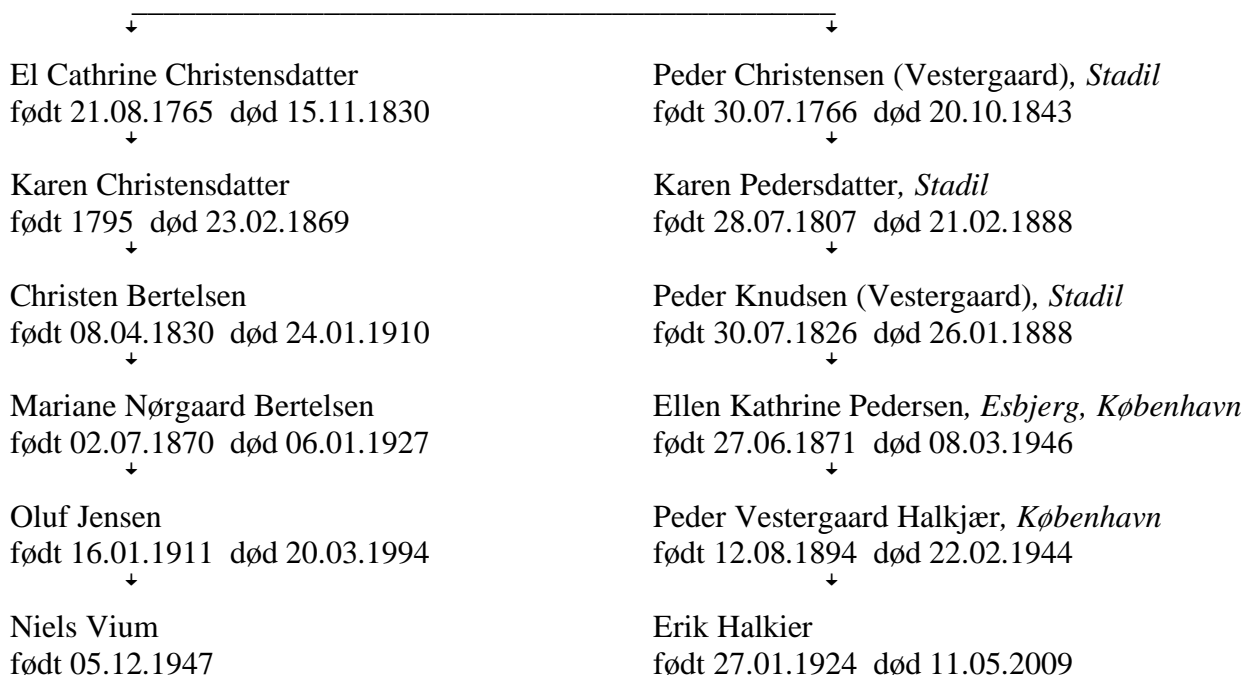 El Cathrine Christensdatter
født 21.08.1765 død 15.11.1830
Peder Christensen (Vestergaard), Stadil
født 30.07.1766 død 20.10.1843
Karen Christensdatter
født 1795 død 23.02.1869
Karen Pedersdatter, Stadil
født 28.07.1807 død 21.02.1888
Christen Bertelsen
født 08.04.1830 død 24.01.1910
Peder Knudsen (Vestergaard), Stadil
født 30.07.1826 død 26.01.1888
Mariane Nørgaard Bertelsen
født 02.07.1870 død 06.01.1927
Ellen Kathrine Pedersen, Esbjerg, København
født 27.06.1871 død 08.03.1946
Oluf Jensen
født 16.01.1911 død 20.03.1994
Peder Vestergaard Halkjær, København
født 12.08.1894 død 22.02.1944
Niels Vium
født 05.12.1947
Erik Halkier
født 27.01.1924 død 11.05.2009